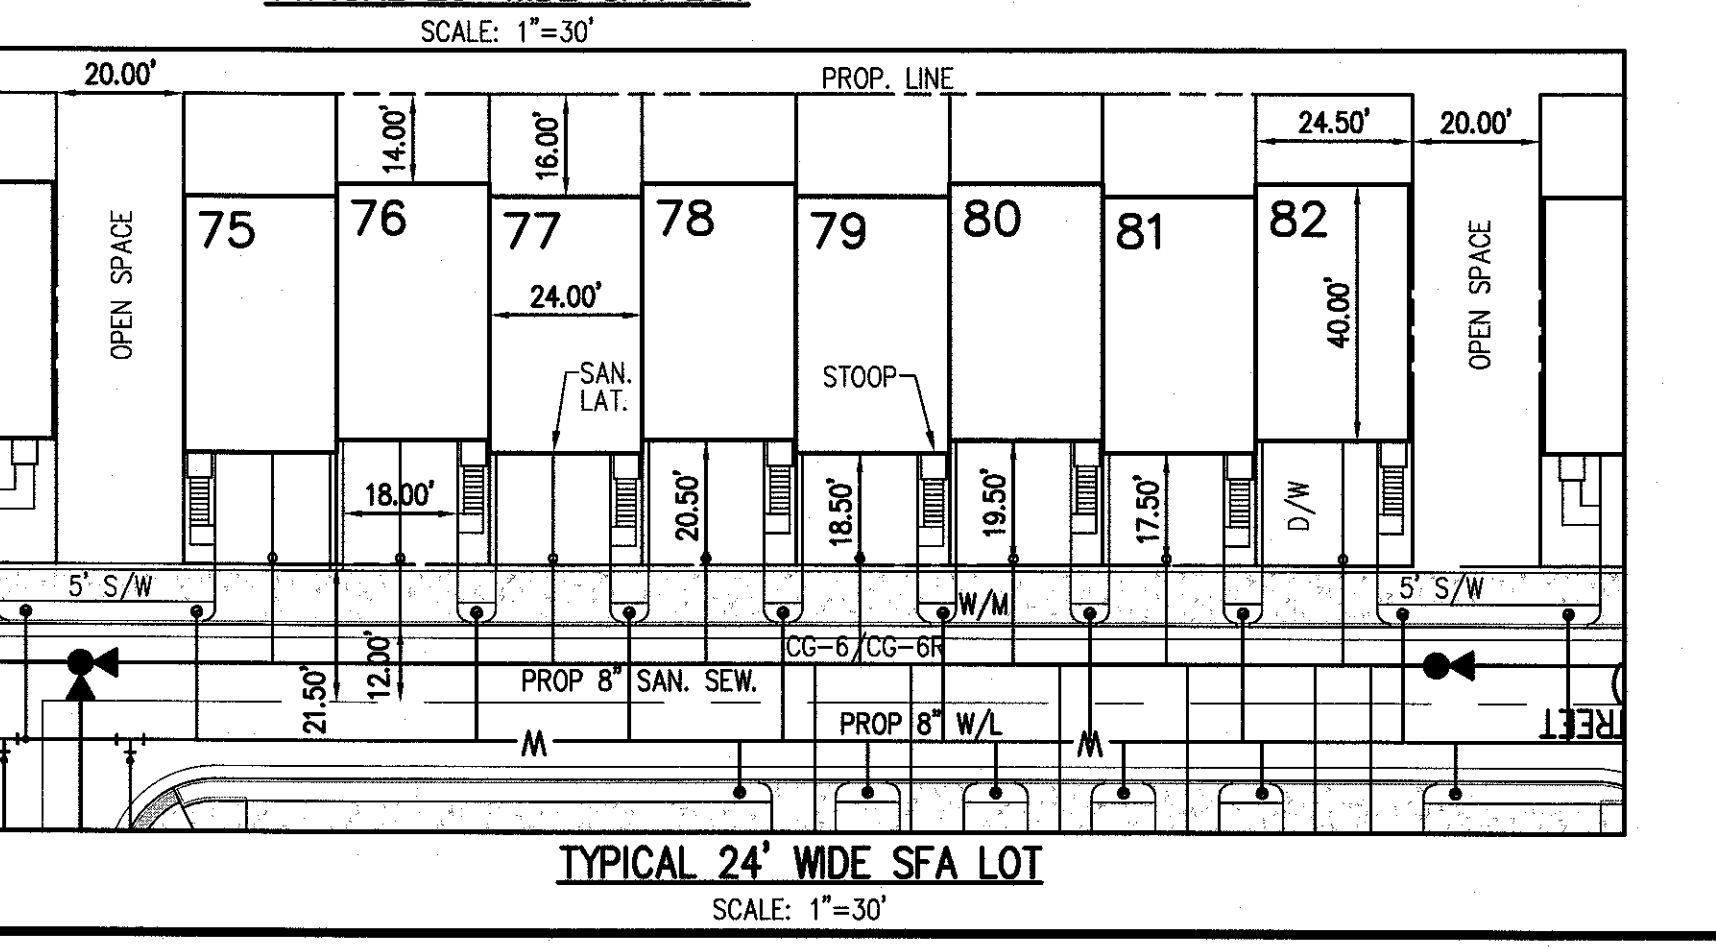 SCALE: 1"=30'
20.00'
PROP. LINE
14.00'
16.00'
24.50'
20.00'
OPEN SPACE
75
76
77
78
79
80
81
82
OPEN SPACE
24.00'
40.00'
SAN.
LAT.
STOOP
18.00'
20.50'
18.50'
19.50'
17.50'
D/W
5' S/W
W/M
5' S/W
CG-6/CG-6R
21.50'
12.00'
PROP 8" SAN. SEW.
PROP 8" W/L
W
W
TYPICAL 24' WIDE SFA LOT
SCALE: 1"=30'